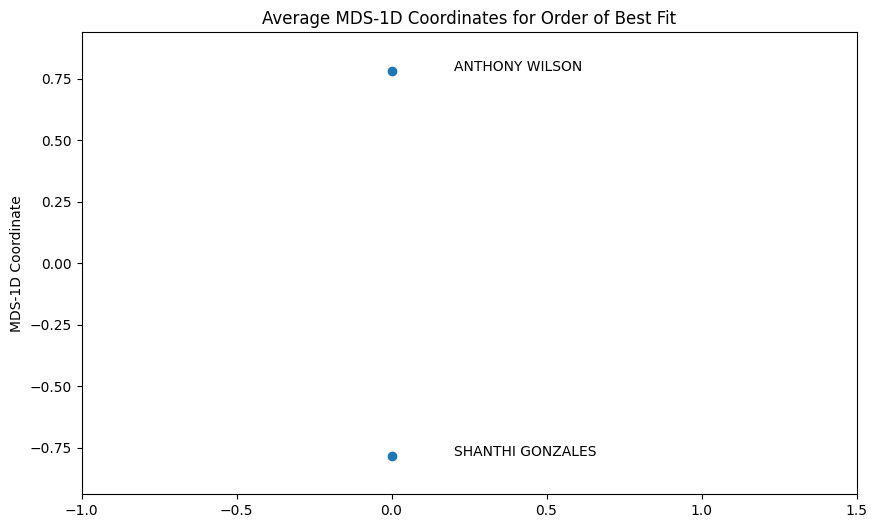 Average MDS-1D Coordinates for Order of Best Fit
MDS-1D Coordinate
0.75
0.50
0.25
0.00
−0.25
−0.50
−0.75
ANTHONY WILSON
SHANTHI GONZALES
−1.0 −0.5 0.0 0.5 1.0 1.5